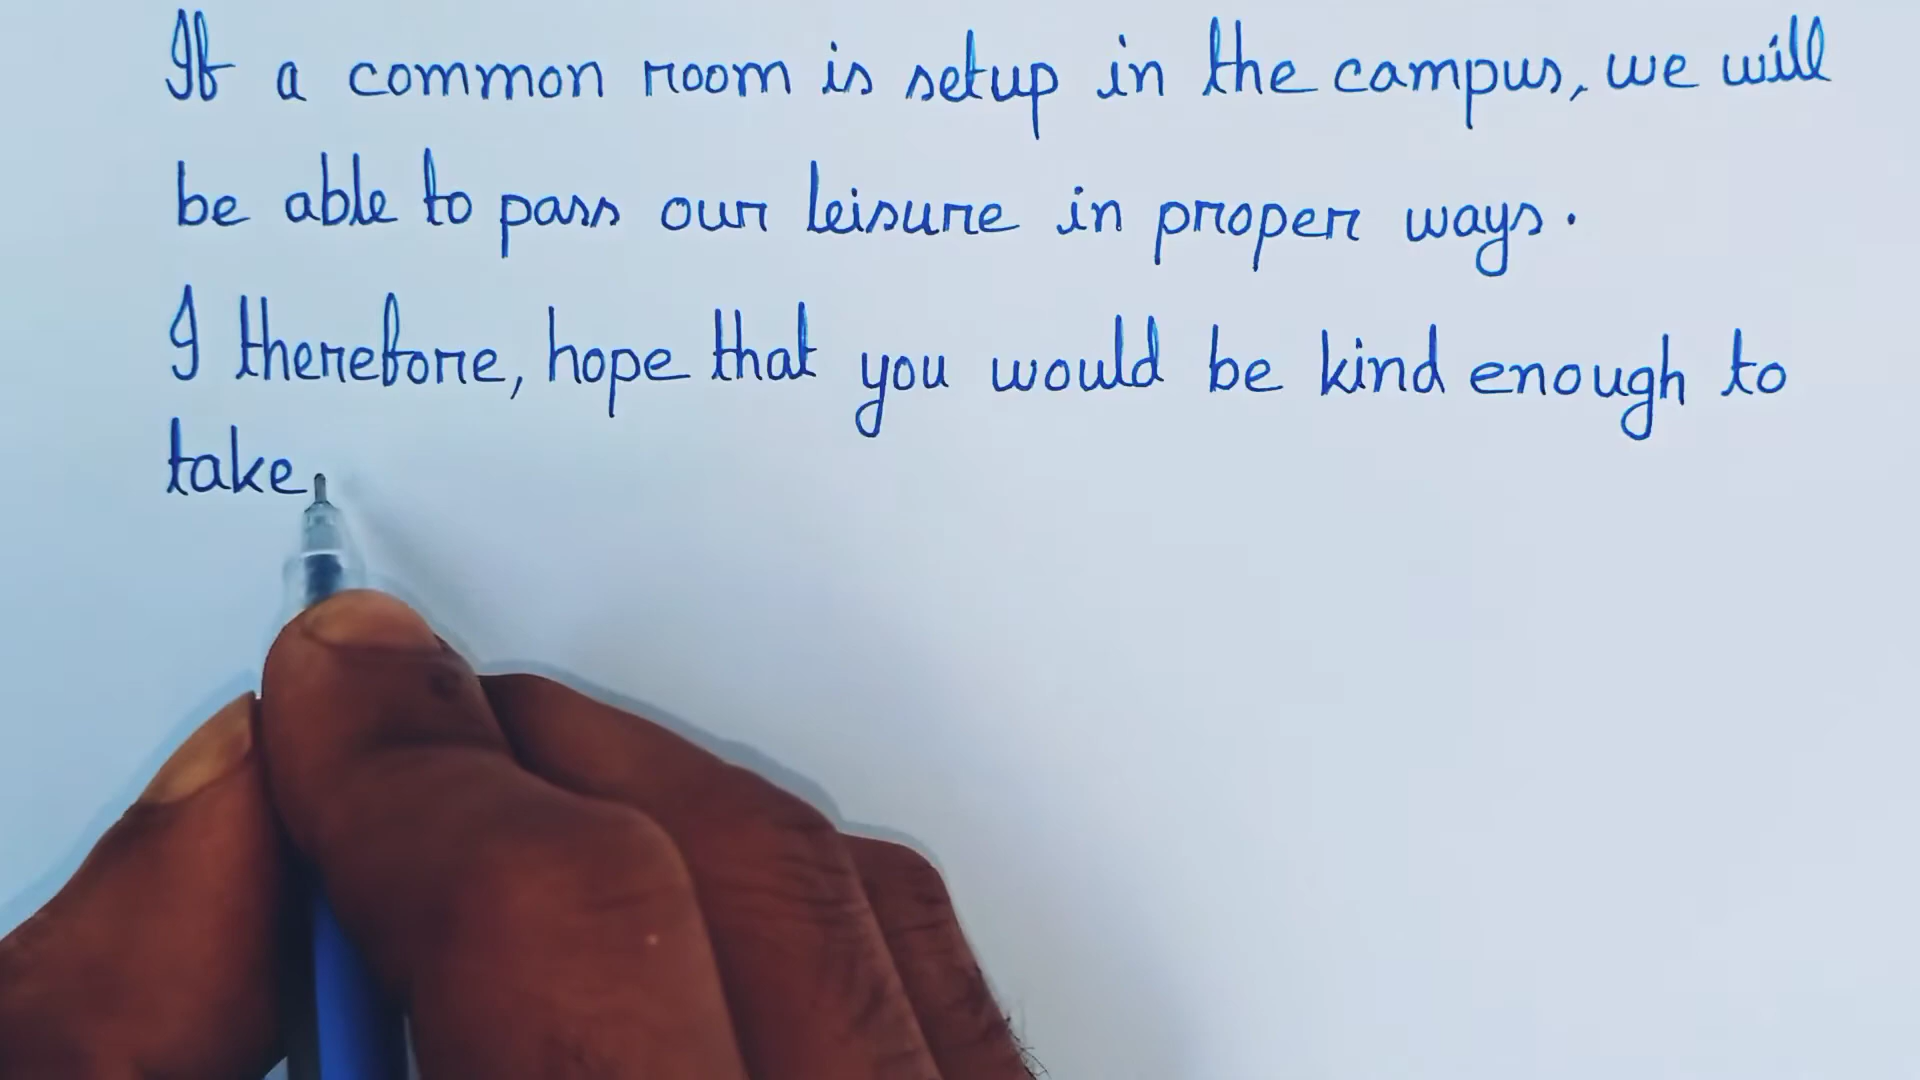 If a common room is setup in the campus, we will
be able to pass our leisure in proper ways.
I therefore, hope that you would be kind enough to
take